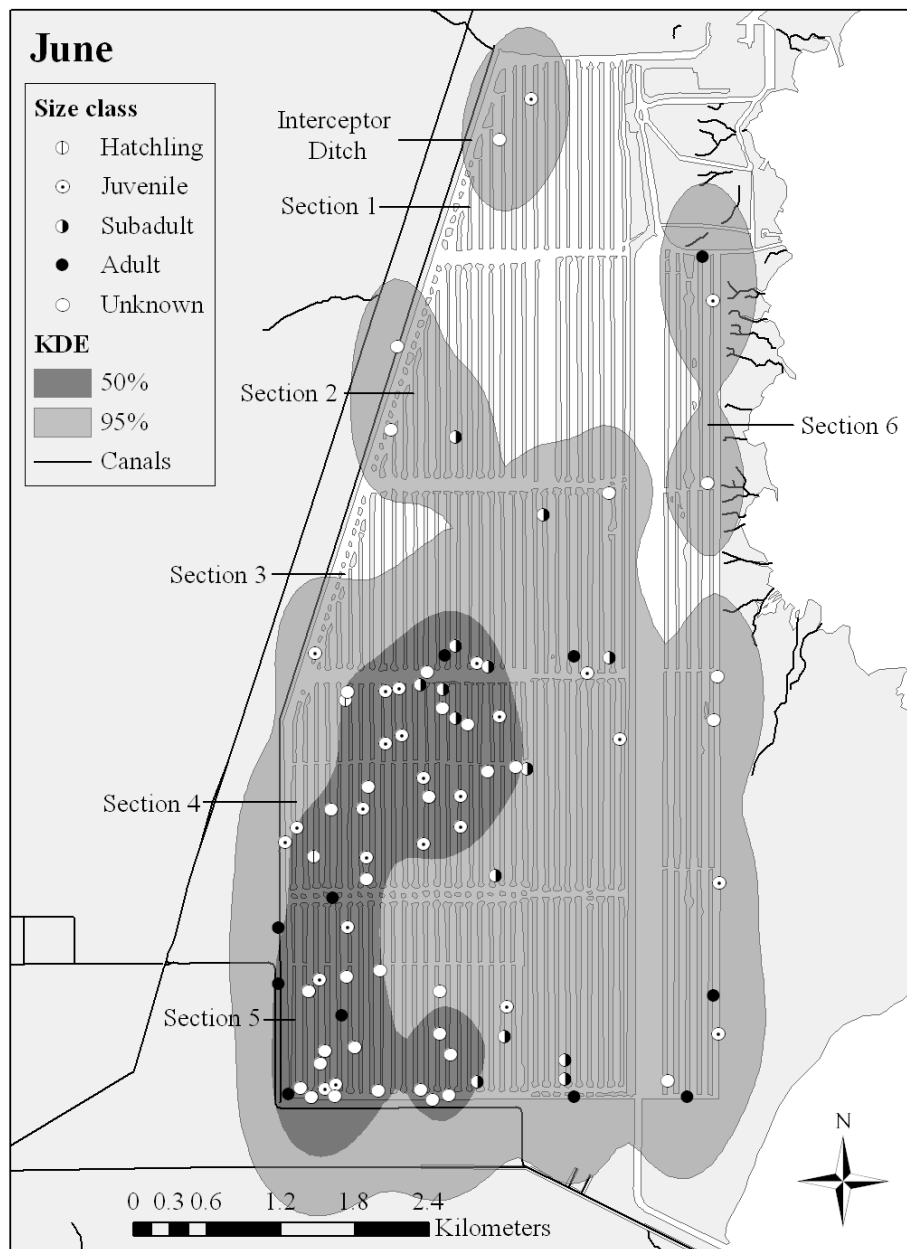 June
Size class
Hatchling
Juvenile
Subadult
Adult
Unknown
KDE
50%
95%
Canals
Interceptor
Ditch
Section 1
Section 2
Section 6
Section 3
Section 4
Section 5
N
0 0.3 0.6 1.2 1.8 2.4
Kilometers